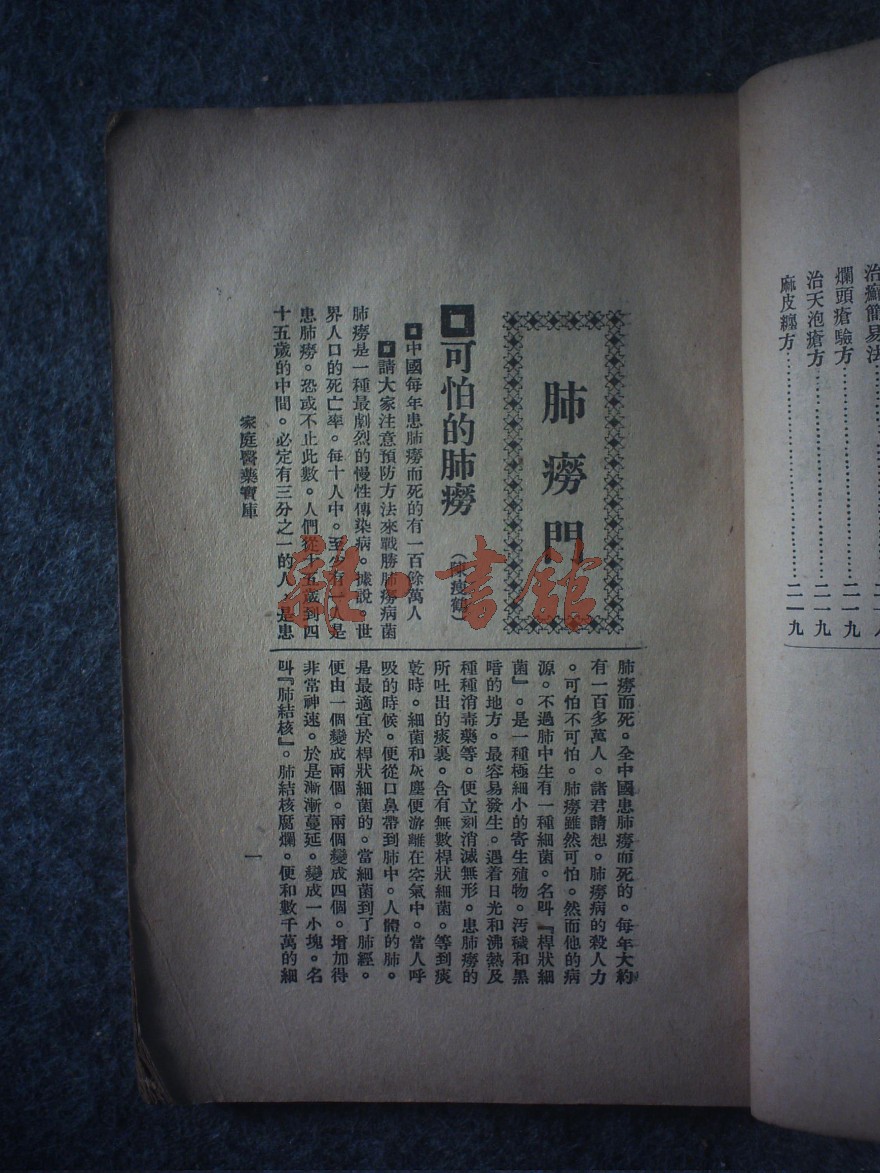 治癬簡易法
爛頭瘡驗方………二一九
治天泡瘡方………二一九
麻皮纏方………二一九
肺癆門
可怕的肺癆
(陳瘦鶴)
中國每年患肺癆而死的有一百餘萬人
請大家注意預防方法來戰勝肺癆病菌
肺癆是一種最劇烈的慢性傳染病。據說。世
界人口的死亡率。每十人中。至少有一人是
患肺癆。恐或不止此數。人們從十五歲到四
十五歲的中間。必定有三分之一的人。是患
肺癆而死。全中國患肺癆而死的。每年大約
有一百多萬人。諸君請想。肺癆病的殺人力
。可怕不可怕。肺癆雖然可怕。然而他的病
源。不過肺中生有一種細菌。名叫『桿狀細
菌』。是一種極細小的寄生殖物。汚穢和黑
暗的地方。最容易發生。遇着日光和沸熱及
種種消毒藥等。便立刻消滅無形。患肺癆的
所吐出的痰裏。含有無數桿狀細菌。等到痰
乾時。細菌和灰塵便游離在空氣中。當人呼
吸的時候。便從口鼻帶到肺中。人體的肺。
是最適宜於桿狀細菌的。當細菌到了肺經。
便由一個變成兩個。兩個變成四個。增加得
非常神速。於是漸漸蔓延。變成一小塊。名
叫『肺結核』。肺結核腐爛。便和數千萬的細
家庭醫藥寶庫
一
雜·書館